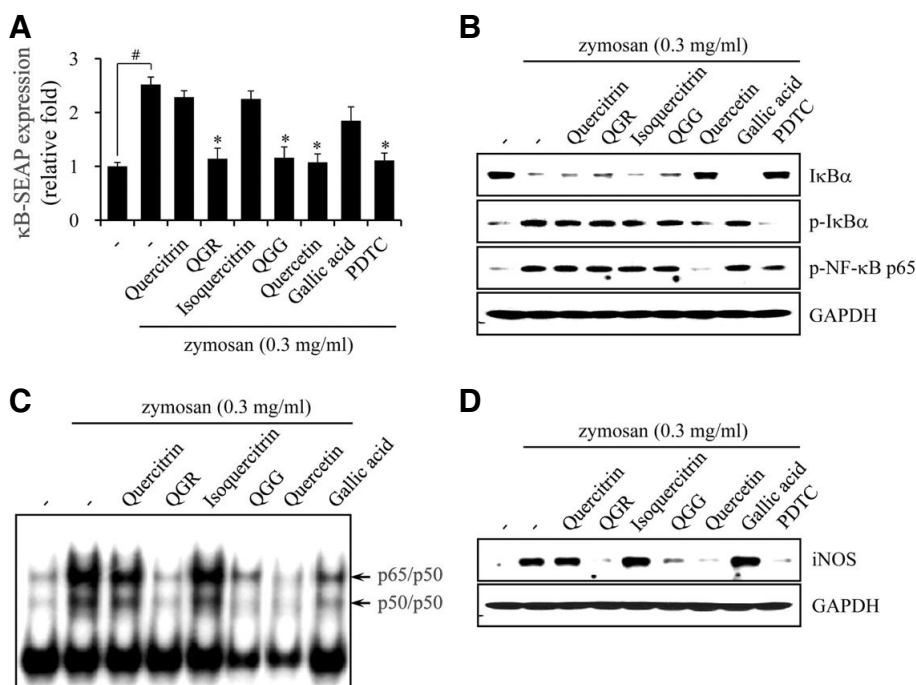 A
κB-SEAP expression
(relative fold)
3
2
1
0
#
*
*
*
*
-
-
Quercitrin
QGR
Isoquercitrin
QGG
Quercetin
Gallic acid
PDTC
zymosan (0.3 mg/ml)
B
zymosan (0.3 mg/ml)
-
-
Quercitrin
QGR
Isoquercitrin
QGG
Quercetin
Gallic acid
PDTC
IκBα
p-IκBα
p-NF-κB p65
GAPDH
C
zymosan (0.3 mg/ml)
-
-
Quercitrin
QGR
Isoquercitrin
QGG
Quercetin
Gallic acid
p65/p50
p50/p50
D
zymosan (0.3 mg/ml)
-
-
Quercitrin
QGR
Isoquercitrin
QGG
Quercetin
Gallic acid
PDTC
iNOS
GAPDH